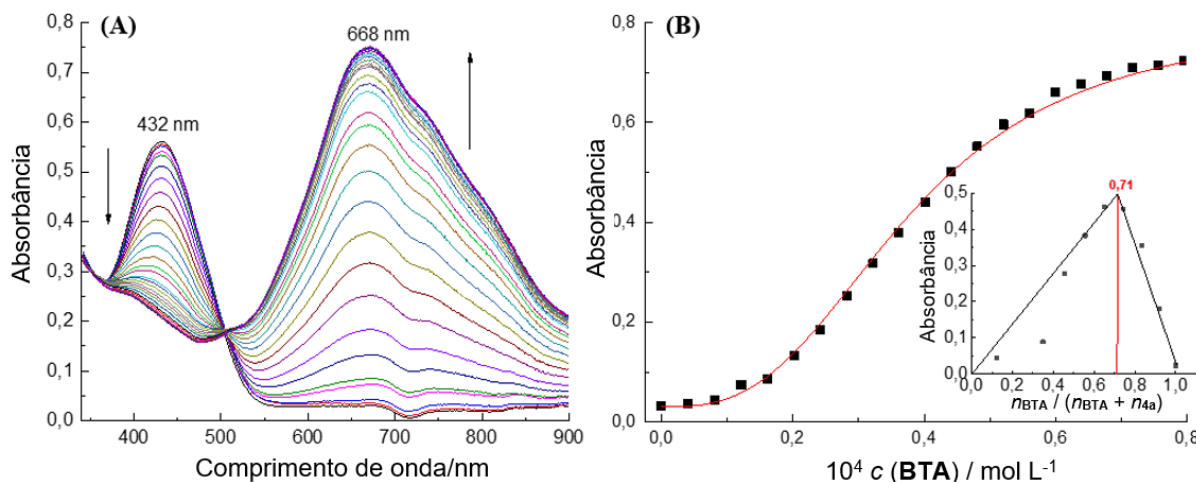 (A)
668 nm
432 nm
Absorbância
0,8
0,7
0,6
0,5
0,4
0,3
0,2
0,1
0,0
400 500 600 700 800 900
Comprimento de onda/nm
(B)
Absorbância
0,8
0,6
0,4
0,2
0,0
0,0 0,2 0,4 0,6 0,8
10⁴ c (BTA) / mol L⁻¹
0,71
Absorbância
0,5
0,4
0,3
0,2
0,1
0,0
0,0 0,2 0,4 0,6 0,8 1,0
n_BTA / (n_BTA + n_4a)